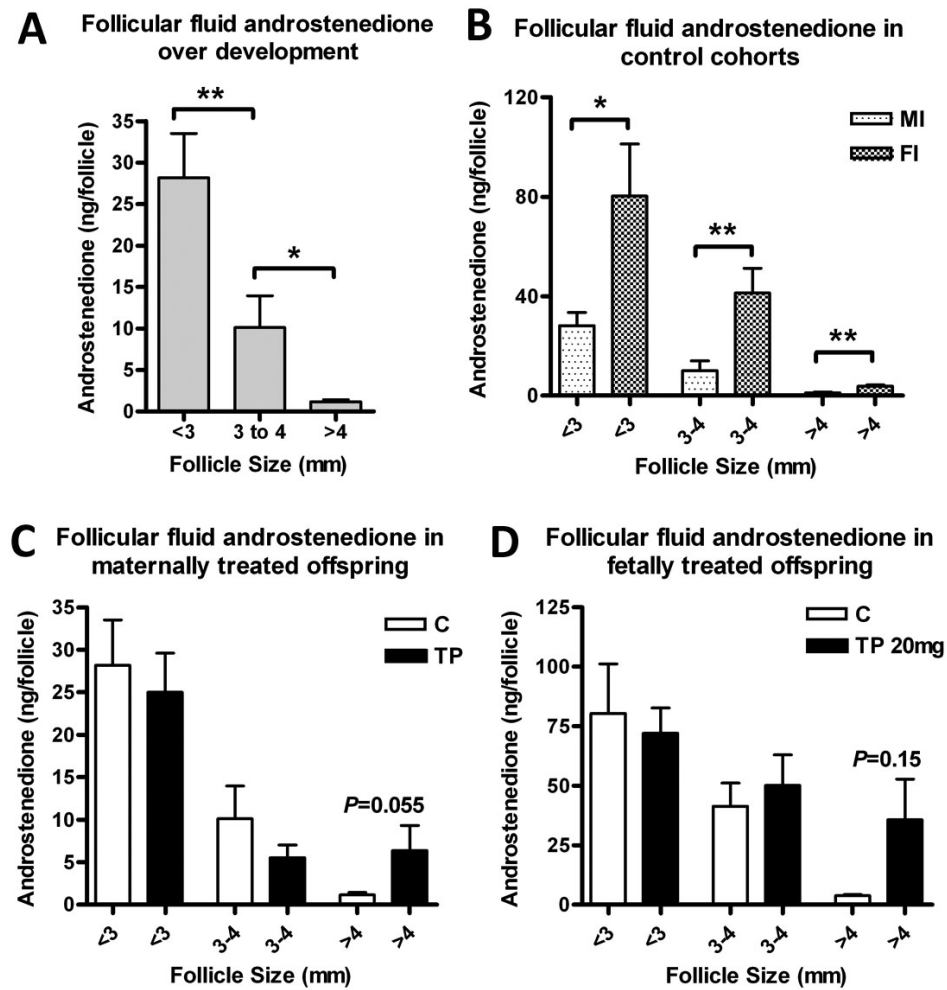 A
Follicular fluid androstenedione
over development
Androstenedione (ng/follicle)
35
30
25
20
15
10
5
0
**
*
<3 3 to 4 >4
Follicle Size (mm)
B
Follicular fluid androstenedione in
control cohorts
Androstenedione (ng/follicle)
120
80
40
0
*
**
**
MI
FI
<3 <3 3-4 3-4 >4 >4
Follicle Size (mm)
C
Follicular fluid androstenedione in
maternally treated offspring
Androstenedione (ng/follicle)
35
30
25
20
15
10
5
0
C
TP
P=0.055
<3 <3 3-4 3-4 >4 >4
Follicle Size (mm)
D
Follicular fluid androstenedione in
fetally treated offspring
Androstenedione (ng/follicle)
125
100
75
50
25
0
C
TP 20mg
P=0.15
<3 <3 3-4 3-4 >4 >4
Follicle Size (mm)